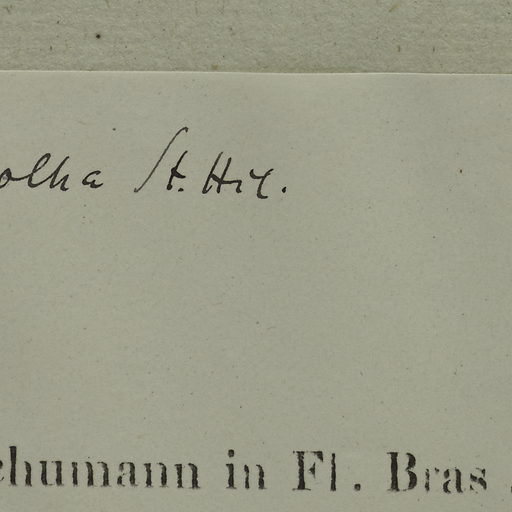 olha St. Hil.
chumann in Fl. Bras.